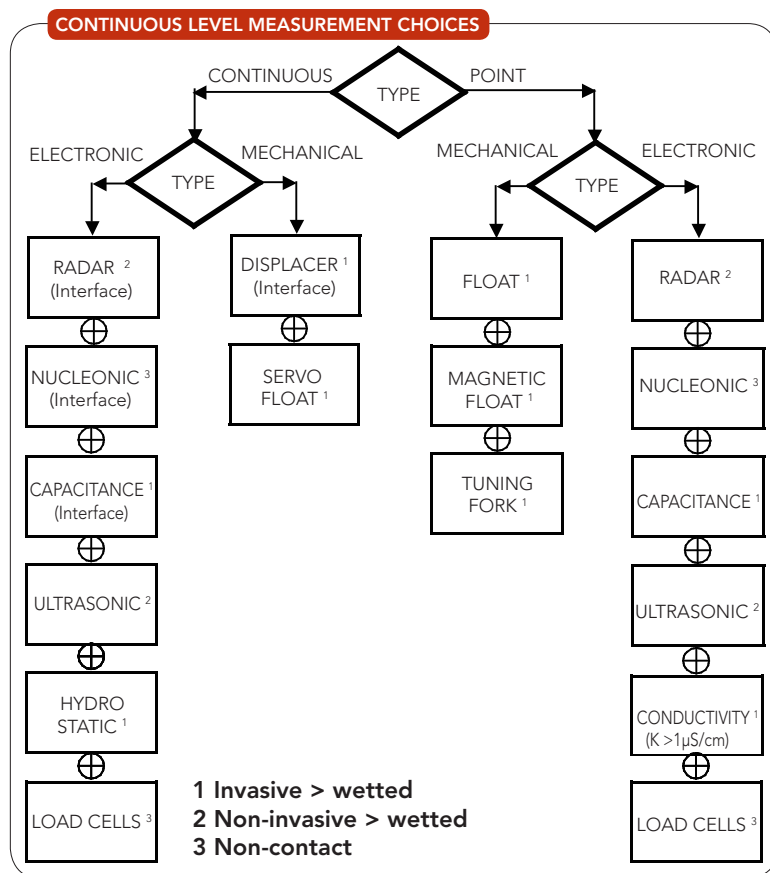 CONTINUOUS LEVEL MEASUREMENT CHOICES
CONTINUOUS
TYPE
POINT
ELECTRONIC
TYPE
MECHANICAL
MECHANICAL
TYPE
ELECTRONIC
RADAR ²
(Interface)
DISPLACER ¹
(Interface)
FLOAT ¹
RADAR ²
NUCLEONIC ³
(Interface)
SERVO
FLOAT ¹
MAGNETIC
FLOAT ¹
NUCLEONIC ³
CAPACITANCE ¹
(Interface)
TUNING
FORK ¹
CAPACITANCE ¹
ULTRASONIC ²
ULTRASONIC ²
HYDRO
STATIC ¹
CONDUCTIVITY ¹
(K >1µS/cm)
LOAD CELLS ³
LOAD CELLS ³
1 Invasive > wetted
2 Non-invasive > wetted
3 Non-contact